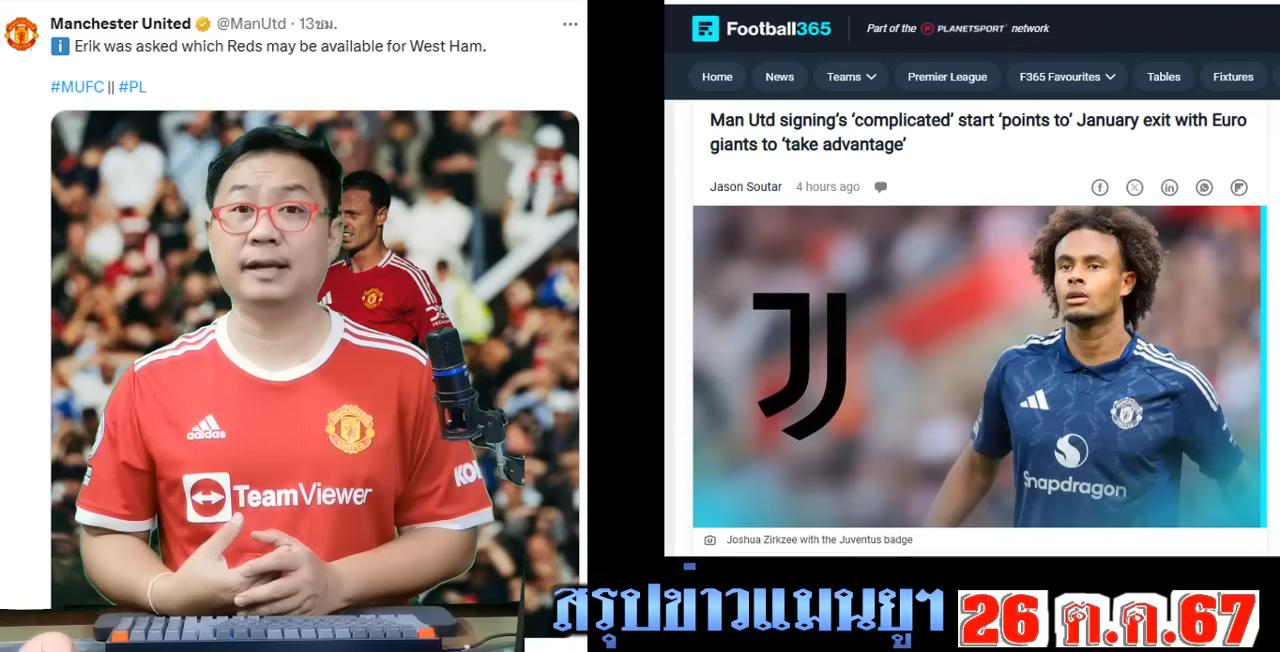 Manchester United @ManUtd · 13ชม.
Erik was asked which Reds may be available for West Ham.
#MUFC || #PL
adidas
TeamViewer
KOH
Football365
Part of the PLANETSPORT network
Home News Teams Premier League F365 Favourites Tables Fixtures
Man Utd signing's ‘complicated’ start ‘points to’ January exit with Euro
giants to ‘take advantage’
Jason Soutar 4 hours ago
Snapdragon
Joshua Zirkzee with the Juventus badge
สรุปข่าวแมนยูฯ 26 ต.ค.67